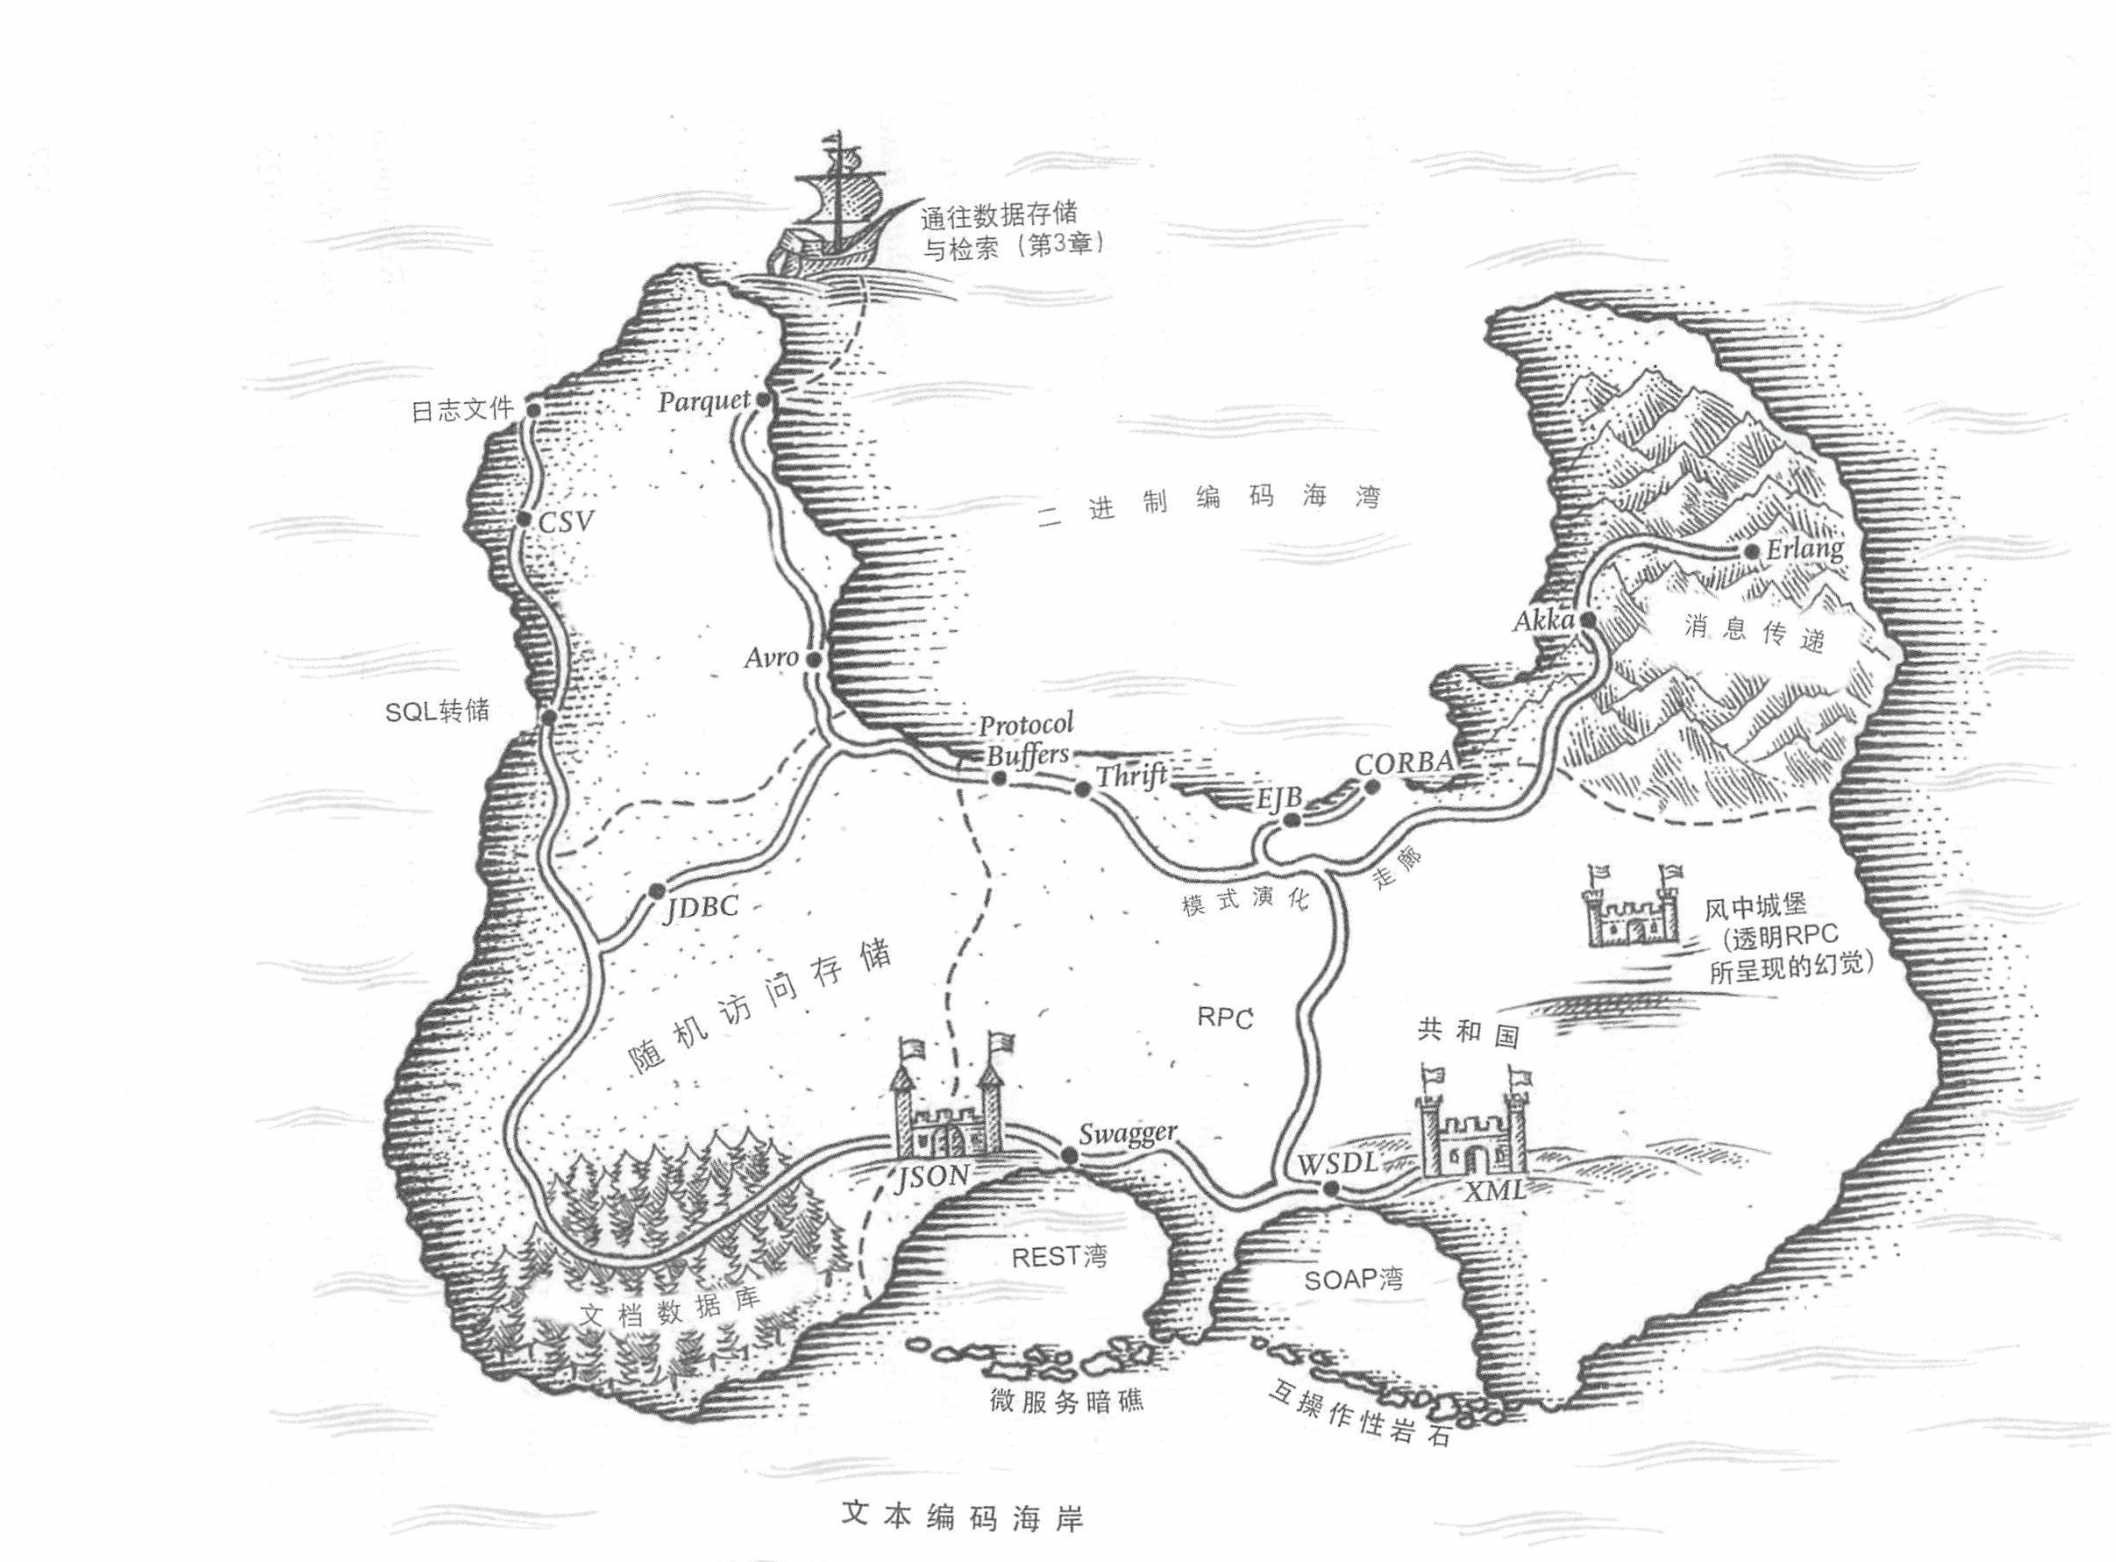 通往数据存储
与检索（第3章）
日志文件
Parquet
二进制编码海湾
CSV
Erlang
Akka
消息传递
Avro
SQL转储
Protocol
Buffers
Thrift
CORBA
EJB
走廊
模式演化
JDBC
风中城堡
（透明RPC
所呈现的幻觉）
随机访问存储
RPC
共和国
Swagger
WSDL
JSON
XML
REST湾
SOAP湾
文档数据库
微服务暗礁
互操作性岩石
文本编码海岸